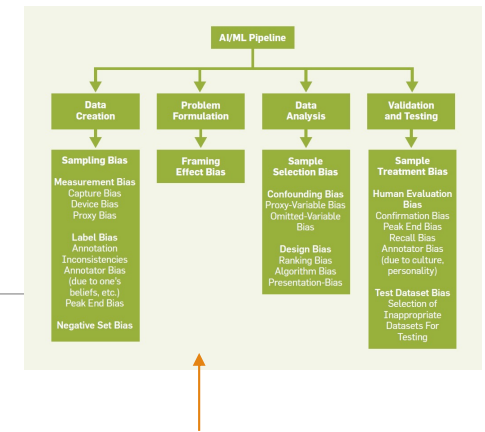 AI/ML Pipeline
Data
Creation
Problem
Formulation
Data
Analysis
Validation
and Testing
Sampling Bias
Measurement Bias
Capture Bias
Device Bias
Proxy Bias
Label Bias
Annotation
Inconsistencies
Annotator Bias
(due to one's
beliefs, etc.)
Peak End Bias
Negative Set Bias
Framing
Effect Bias
Sample
Selection Bias
Confounding Bias
Proxy-Variable Bias
Omitted-Variable
Bias
Design Bias
Ranking Bias
Algorithm Bias
Presentation-Bias
Sample
Treatment Bias
Human Evaluation
Bias
Confirmation Bias
Peak End Bias
Recall Bias
Annotator Bias
(due to culture,
personality)
Test Dataset Bias
Selection of
Inappropriate
Datasets For
Testing